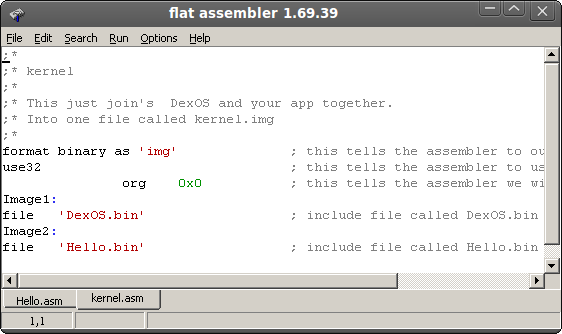 flat assembler 1.69.39
File Edit Search Run Options Help
;*
;* kernel
;*
;* This just join's  DexOS and your app together.
;* Into one file called kernel.img
;*
format binary as 'img' ; this tells the assembler to ou
use32 ; this tells the assembler to us
org 0x0 ; this tells the assembler we wi
Image1:
file 'DexOS.bin' ; include file called DexOS.bin
Image2:
file 'Hello.bin' ; include file called Hello.bin
Hello.asm kernel.asm
1,1